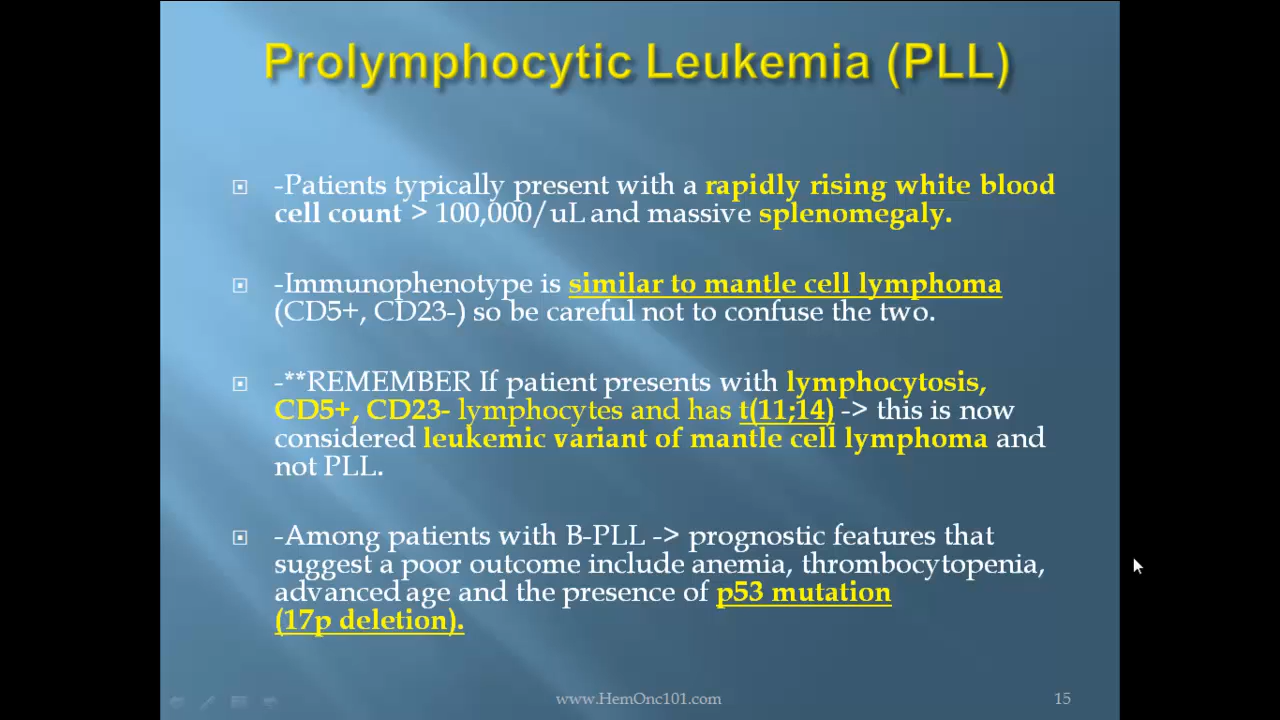 Prolymphocytic Leukemia (PLL)
-Patients typically present with a rapidly rising white blood
cell count > 100,000/uL and massive splenomegaly.
-Immunophenotype is similar to mantle cell lymphoma
(CD5+, CD23-) so be careful not to confuse the two.
-**REMEMBER If patient presents with lymphocytosis,
CD5+, CD23- lymphocytes and has t(11;14) -> this is now
considered leukemic variant of mantle cell lymphoma and
not PLL.
-Among patients with B-PLL -> prognostic features that
suggest a poor outcome include anemia, thrombocytopenia,
advanced age and the presence of p53 mutation
(17p deletion).
www.HemOnc101.com
15